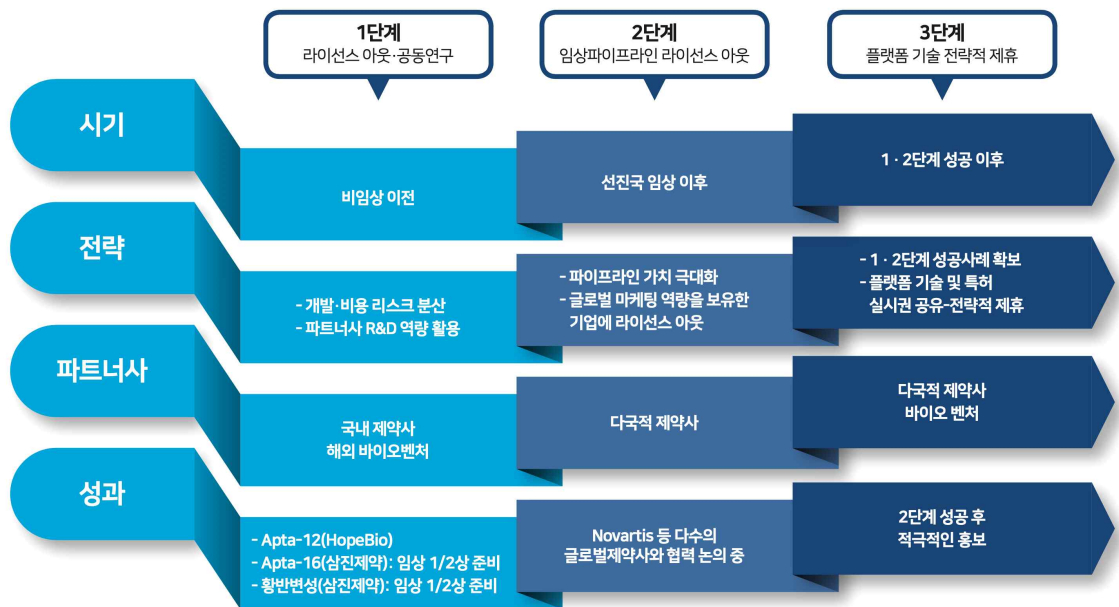 1단계
라이선스 아웃·공동연구
2단계
임상파이프라인 라이선스 아웃
3단계
플랫폼 기술 전략적 제휴
시기
비임상 이전
선진국 임상 이후
1 · 2단계 성공 이후
전략
- 개발·비용 리스크 분산
- 파트너사 R&D 역량 활용
- 파이프라인 가치 극대화
- 글로벌 마케팅 역량을 보유한
기업에 라이선스 아웃
- 1 · 2단계 성공사례 확보
- 플랫폼 기술 및 특허
실시권 공유-전략적 제휴
파트너사
국내 제약사
해외 바이오벤처
다국적 제약사
다국적 제약사
바이오 벤처
성과
- Apta-12(HopeBio)
- Apta-16(삼진제약): 임상 1/2상 준비
- 황반변성(삼진제약): 임상 1/2상 준비
Novartis 등 다수의
글로벌제약사와 협력 논의 중
2단계 성공 후
적극적인 홍보